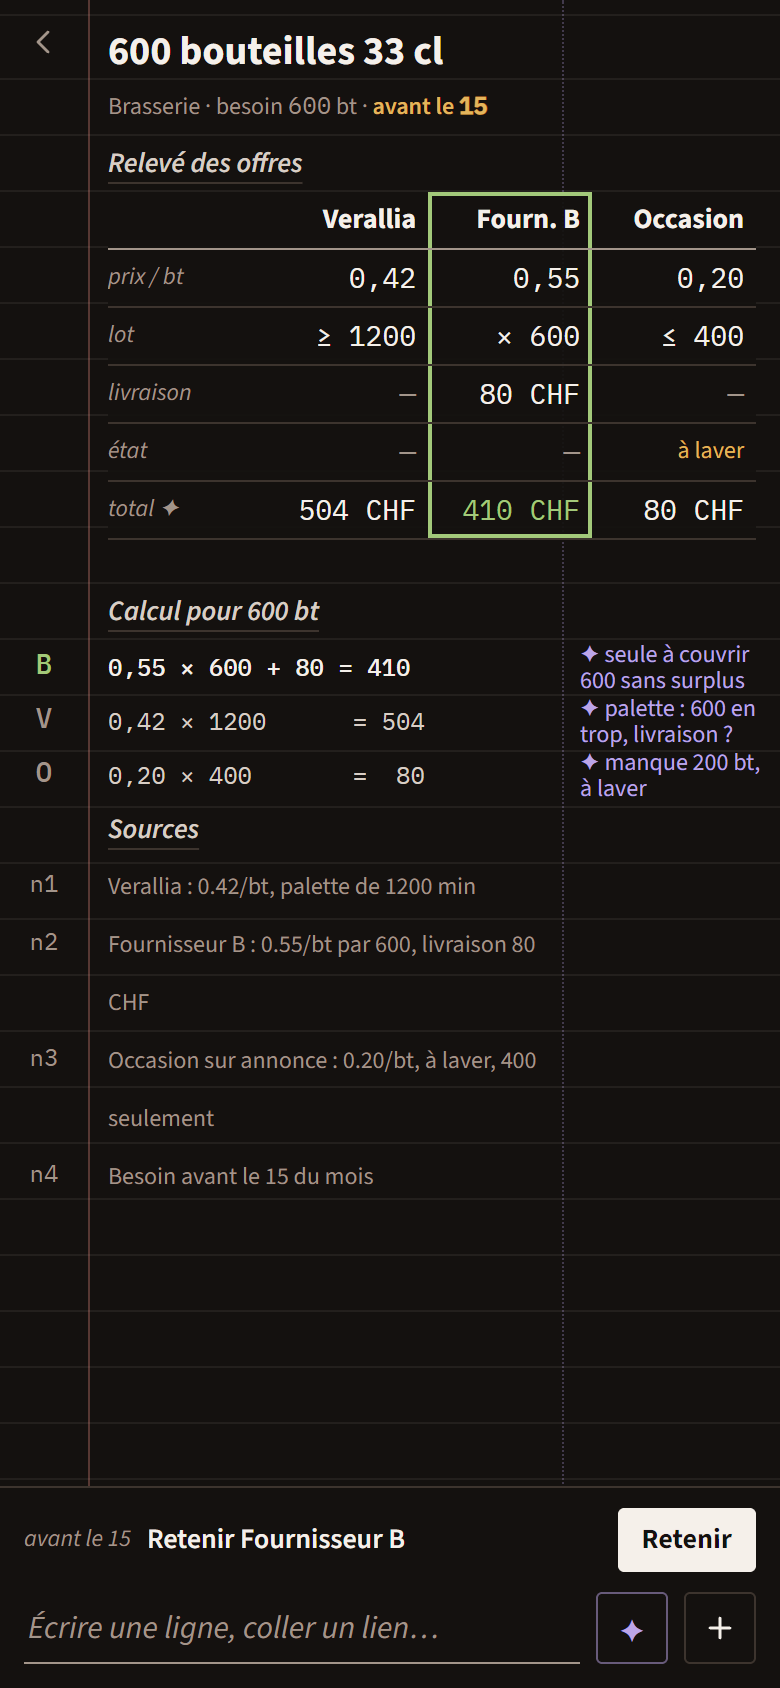 600 bouteilles 33 cl
Brasserie · besoin 600 bt · avant le 15
Relevé des offres
Verallia Fourn. B Occasion
prix / bt 0,42 0,55 0,20
lot ≥ 1200 × 600 ≤ 400
livraison — 80 CHF —
état — — à laver
total ✦ 504 CHF 410 CHF 80 CHF
Calcul pour 600 bt
B 0,55 × 600 + 80 = 410
✦ seule à couvrir
600 sans surplus
V 0,42 × 1200 = 504
✦ palette : 600 en
trop, livraison ?
O 0,20 × 400 = 80
✦ manque 200 bt,
à laver
Sources
n1 Verallia : 0.42/bt, palette de 1200 min
n2 Fournisseur B : 0.55/bt par 600, livraison 80
CHF
n3 Occasion sur annonce : 0.20/bt, à laver, 400
seulement
n4 Besoin avant le 15 du mois
avant le 15 Retenir Fournisseur B Retenir
Écrire une ligne, coller un lien… ✦ +